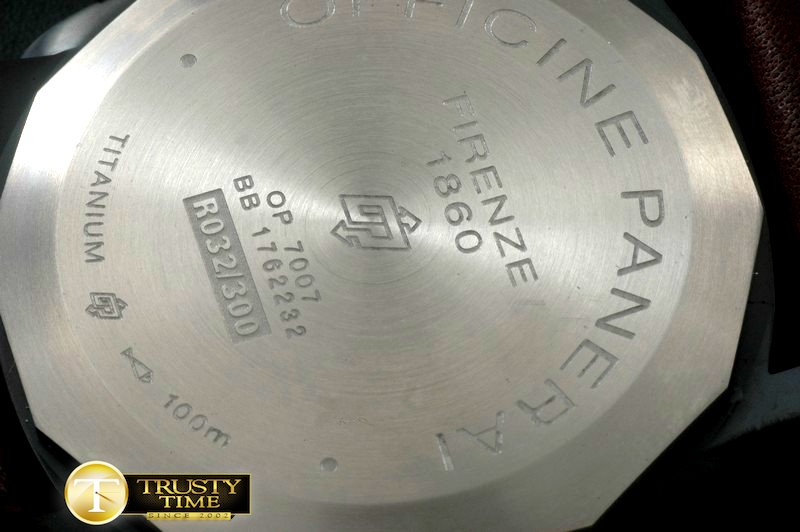 OFFICINE PANERAI
FIRENZE
1860
OP 7007
BB 1762232
R032/300
TITANIUM
100m
TRUSTY
TIME
SINCE 2002